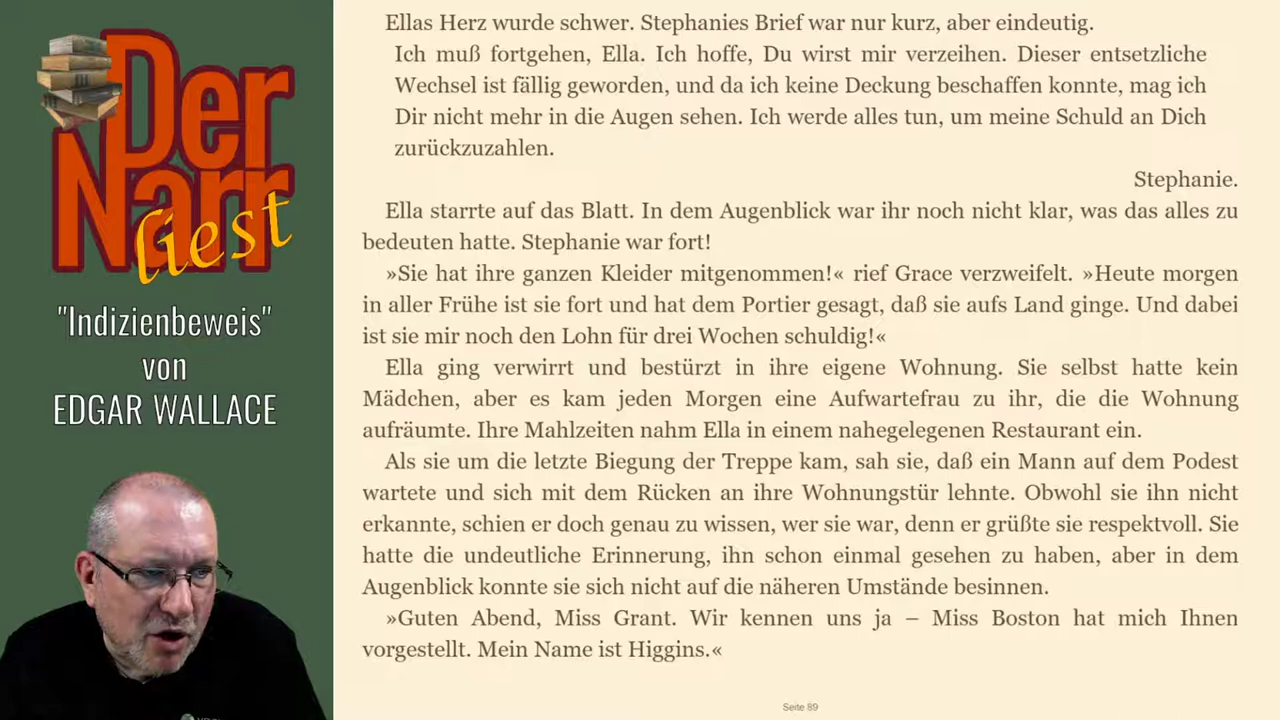 Der
Narr
liest
"Indizienbeweis"
von
EDGAR WALLACE
Ellas Herz wurde schwer. Stephanies Brief war nur kurz, aber eindeutig.
Ich muß fortgehen, Ella. Ich hoffe, Du wirst mir verzeihen. Dieser entsetzliche
Wechsel ist fällig geworden, und da ich keine Deckung beschaffen konnte, mag ich
Dir nicht mehr in die Augen sehen. Ich werde alles tun, um meine Schuld an Dich
zurückzuzahlen.
Stephanie.
Ella starrte auf das Blatt. In dem Augenblick war ihr noch nicht klar, was das alles zu
bedeuten hatte. Stephanie war fort!
»Sie hat ihre ganzen Kleider mitgenommen!« rief Grace verzweifelt. »Heute morgen
in aller Frühe ist sie fort und hat dem Portier gesagt, daß sie aufs Land ginge. Und dabei
ist sie mir noch den Lohn für drei Wochen schuldig!«
Ella ging verwirrt und bestürzt in ihre eigene Wohnung. Sie selbst hatte kein
Mädchen, aber es kam jeden Morgen eine Aufwartefrau zu ihr, die die Wohnung
aufräumte. Ihre Mahlzeiten nahm Ella in einem nahegelegenen Restaurant ein.
Als sie um die letzte Biegung der Treppe kam, sah sie, daß ein Mann auf dem Podest
wartete und sich mit dem Rücken an ihre Wohnungstür lehnte. Obwohl sie ihn nicht
erkannte, schien er doch genau zu wissen, wer sie war, denn er grüßte sie respektvoll. Sie
hatte die undeutliche Erinnerung, ihn schon einmal gesehen zu haben, aber in dem
Augenblick konnte sie sich nicht auf die näheren Umstände besinnen.
»Guten Abend, Miss Grant. Wir kennen uns ja – Miss Boston hat mich Ihnen
vorgestellt. Mein Name ist Higgins.«
Seite 89